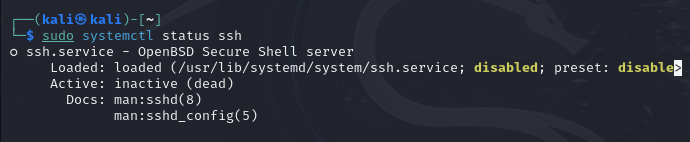 ┌──(kali㉿kali)-[~]
└─$ sudo systemctl status ssh
○ ssh.service - OpenBSD Secure Shell server
     Loaded: loaded (/usr/lib/systemd/system/ssh.service; disabled; preset: disable>
     Active: inactive (dead)
       Docs: man:sshd(8)
             man:sshd_config(5)